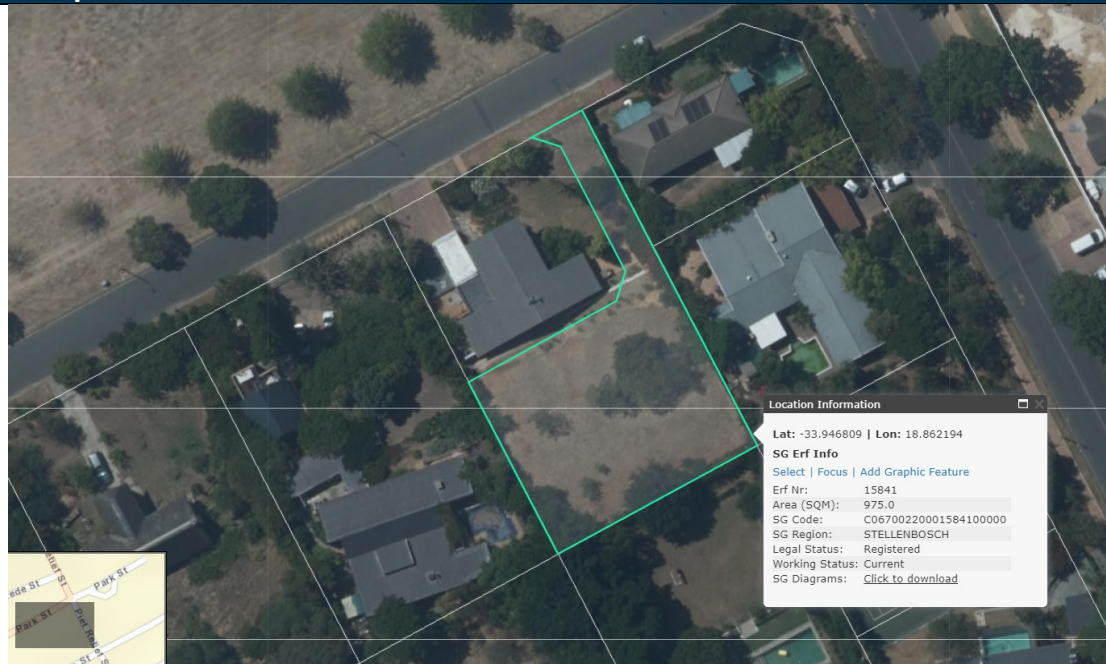 Location Information
Lat: -33.946809 | Lon: 18.862194
SG Erf Info
Select | Focus | Add Graphic Feature
Erf Nr: 15841
Area (SQM): 975.0
SG Code: C06700220001584100000
SG Region: STELLENBOSCH
Legal Status: Registered
Working Status: Current
SG Diagrams: Click to download
Park St
Park St